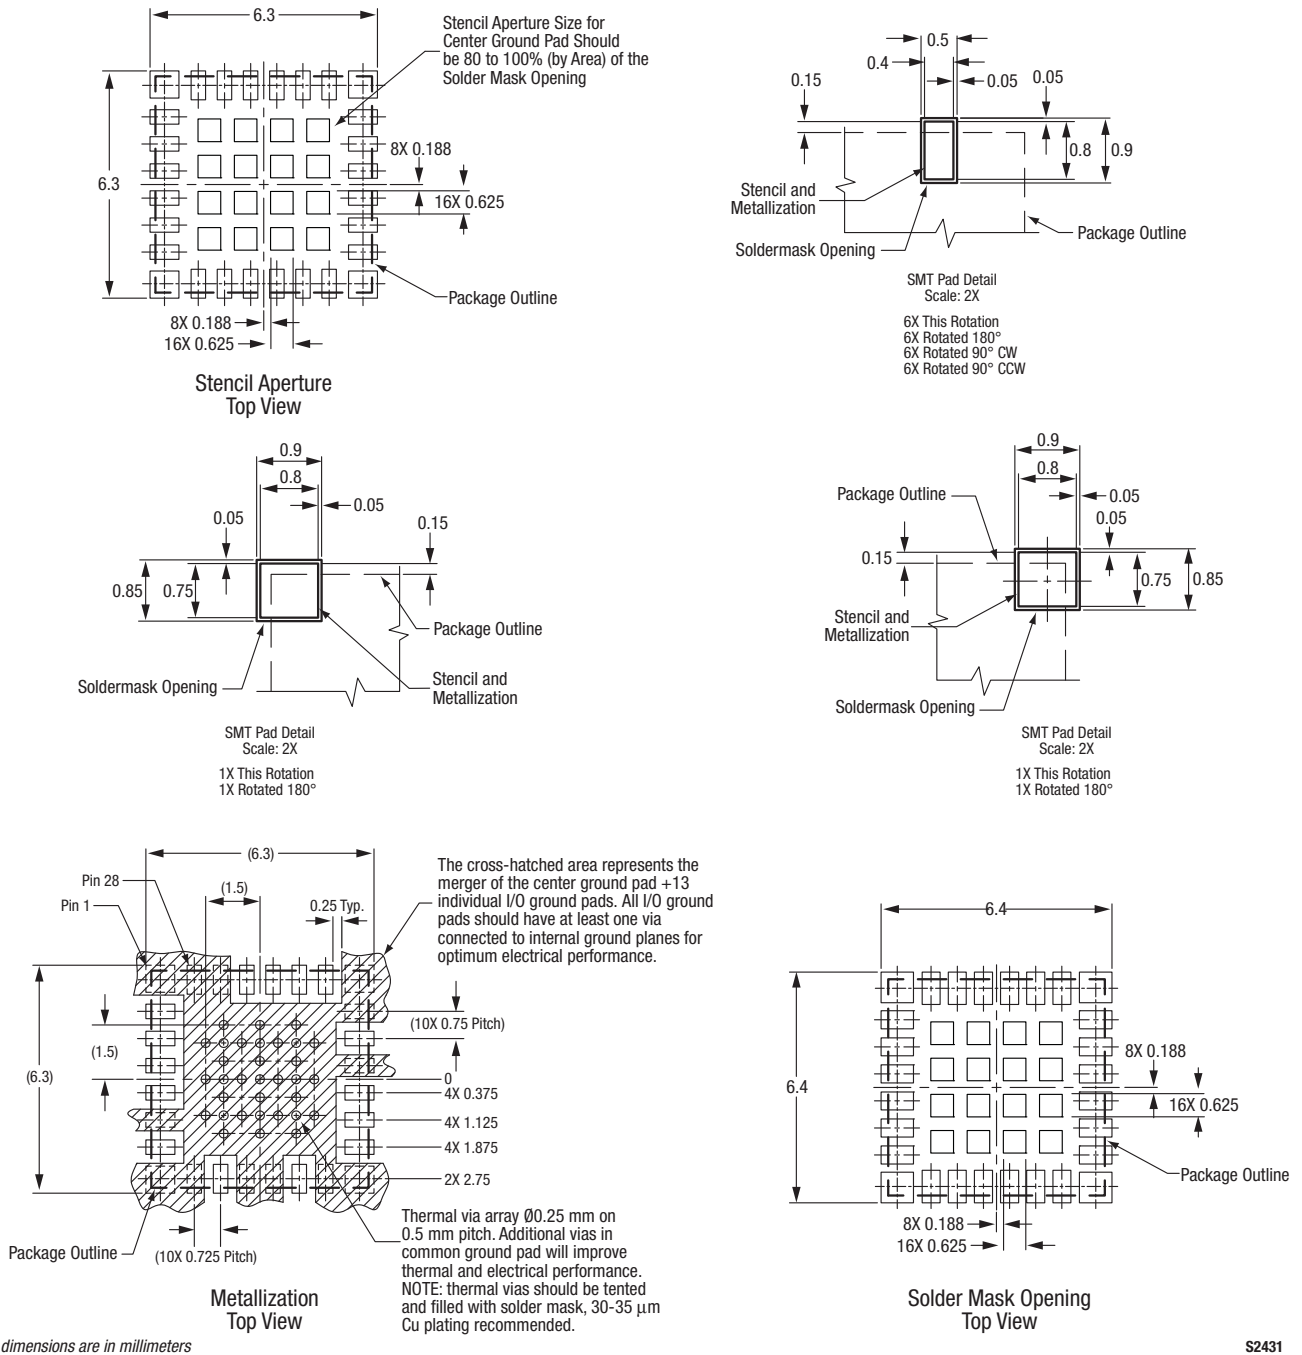 6.3
Stencil Aperture Size for
Center Ground Pad Should
be 80 to 100% (by Area) of the
Solder Mask Opening
6.3
8X 0.188
16X 0.625
Package Outline
8X 0.188
16X 0.625
Stencil Aperture
Top View
0.5
0.4
0.05
0.05
0.15
0.8
0.9
Stencil and
Metallization
Soldermask Opening
Package Outline
SMT Pad Detail
Scale: 2X
6X This Rotation
6X Rotated 180°
6X Rotated 90° CW
6X Rotated 90° CCW
0.9
0.8
0.05
0.05
0.15
0.85
0.75
Package Outline
Soldermask Opening
Stencil and
Metallization
SMT Pad Detail
Scale: 2X
1X This Rotation
1X Rotated 180°
0.9
0.8
Package Outline
0.05
0.05
0.15
0.75
0.85
Stencil and
Metallization
Soldermask Opening
SMT Pad Detail
Scale: 2X
1X This Rotation
1X Rotated 180°
(6.3)
Pin 28
(1.5)
Pin 1
0.25 Typ.
The cross-hatched area represents the
merger of the center ground pad +13
individual I/O ground pads. All I/O ground
pads should have at least one via
connected to internal ground planes for
optimum electrical performance.
(10X 0.75 Pitch)
(1.5)
(6.3)
0
4X 0.375
4X 1.125
4X 1.875
2X 2.75
Package Outline
(10X 0.725 Pitch)
Thermal via array Ø0.25 mm on
0.5 mm pitch. Additional vias in
common ground pad will improve
thermal and electrical performance.
NOTE: thermal vias should be tented
and filled with solder mask, 30-35 μm
Cu plating recommended.
Metallization
Top View
6.4
6.4
8X 0.188
16X 0.625
Package Outline
8X 0.188
16X 0.625
Solder Mask Opening
Top View
dimensions are in millimeters
S2431